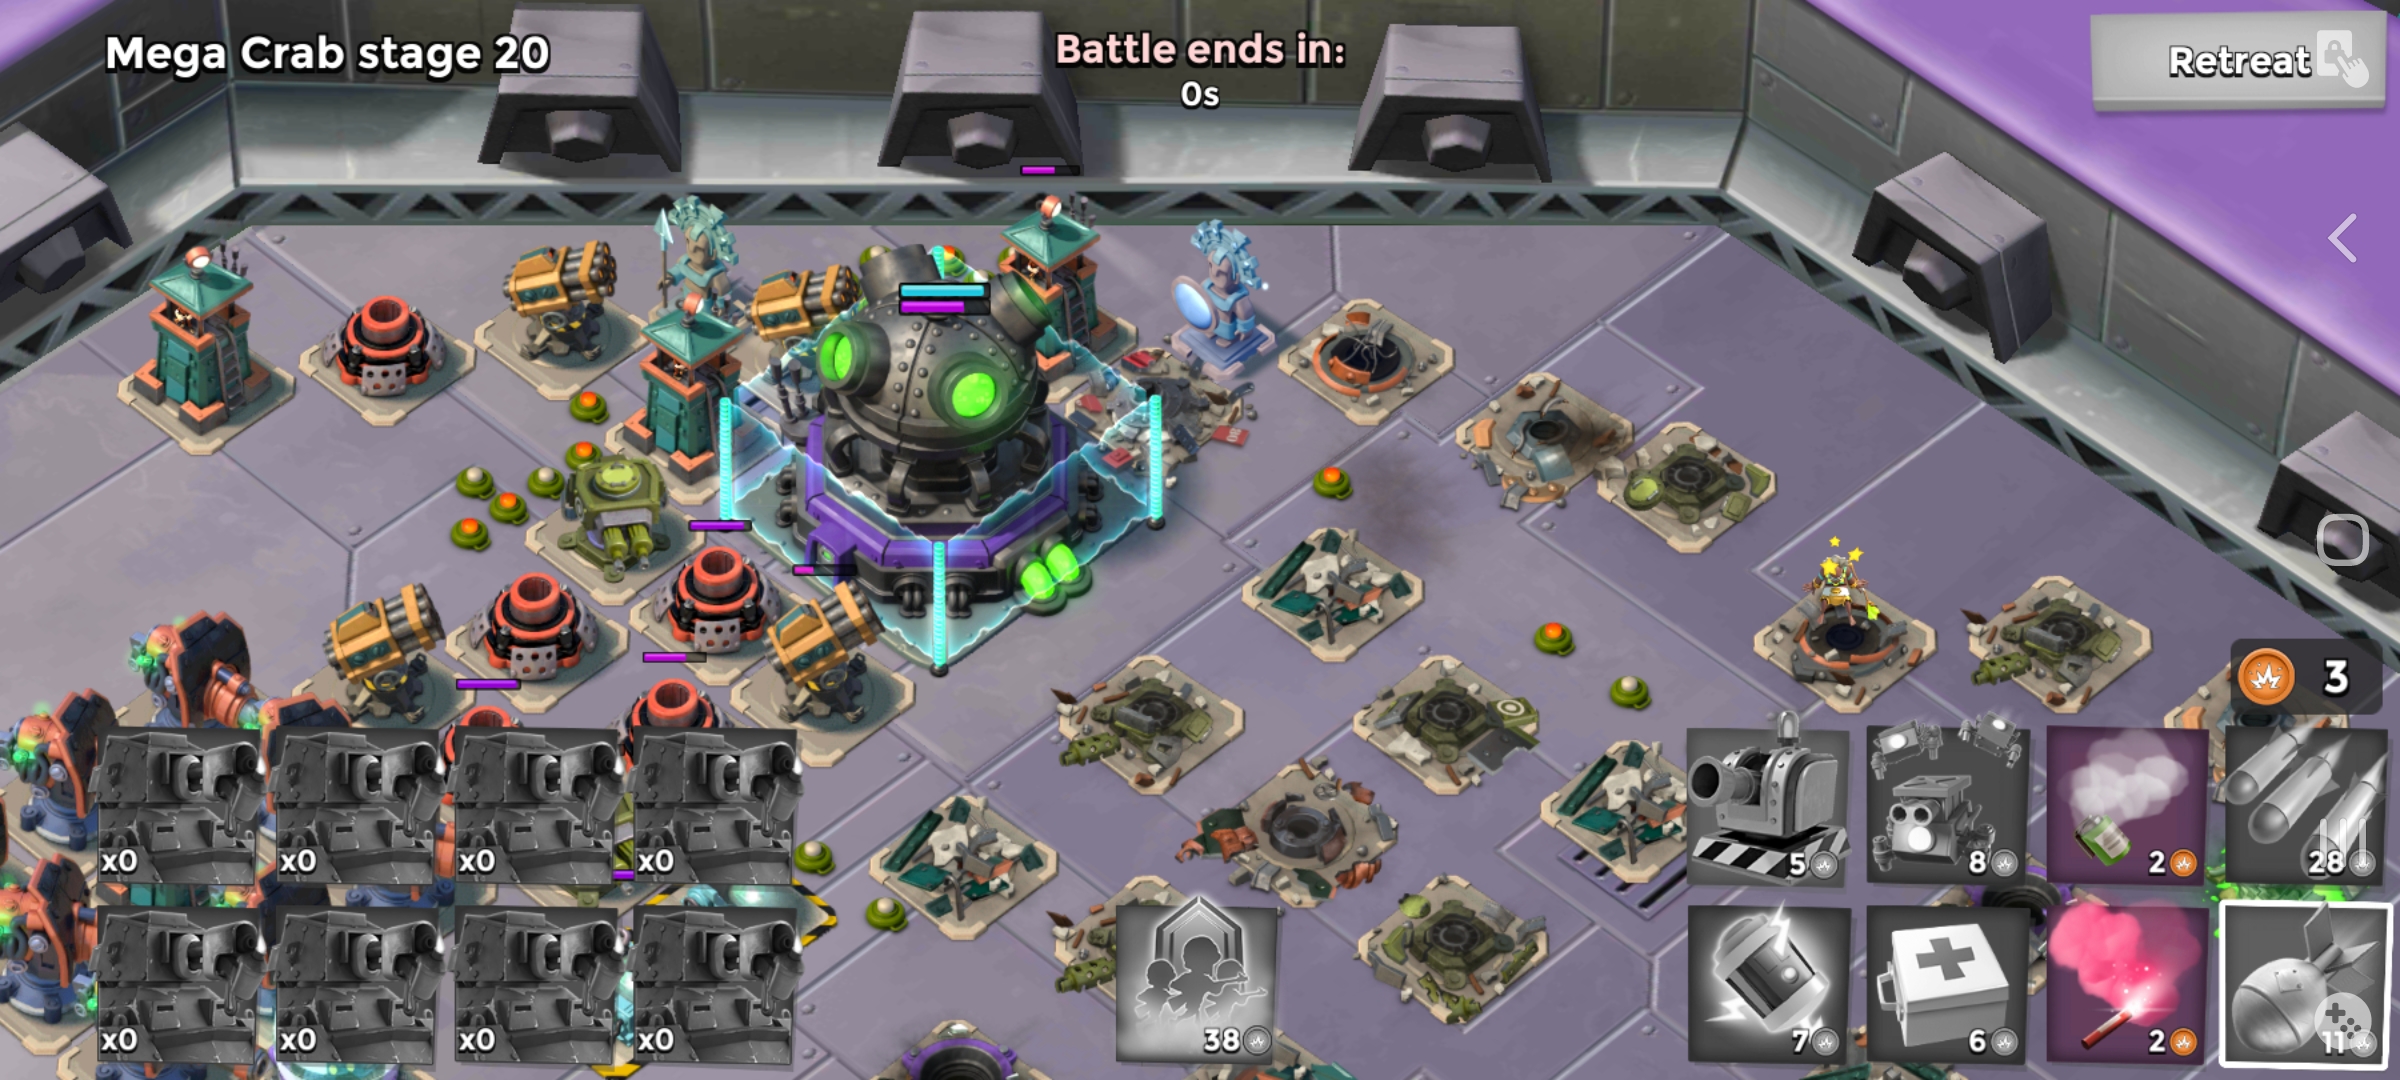 Mega Crab stage 20
Battle ends in:
0s
Retreat
3
x0
x0
x0
x0
5
8
2
28
x0
x0
x0
x0
38
7
6
2
11